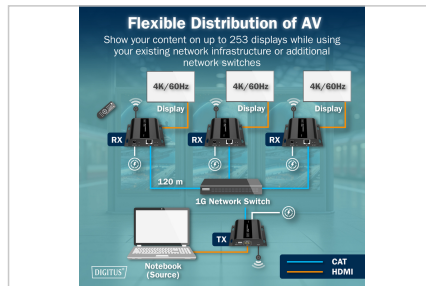 Flexible Distribution of AV
Show your content on up to 253 displays while using
your existing network infrastructure or additional
network switches
4K/60Hz
4K/60Hz
4K/60Hz
Display
Display
Display
RX
RX
RX
120 m
1G Network Switch
TX
Notebook
(Source)
DIGITUS
CAT
HDMI